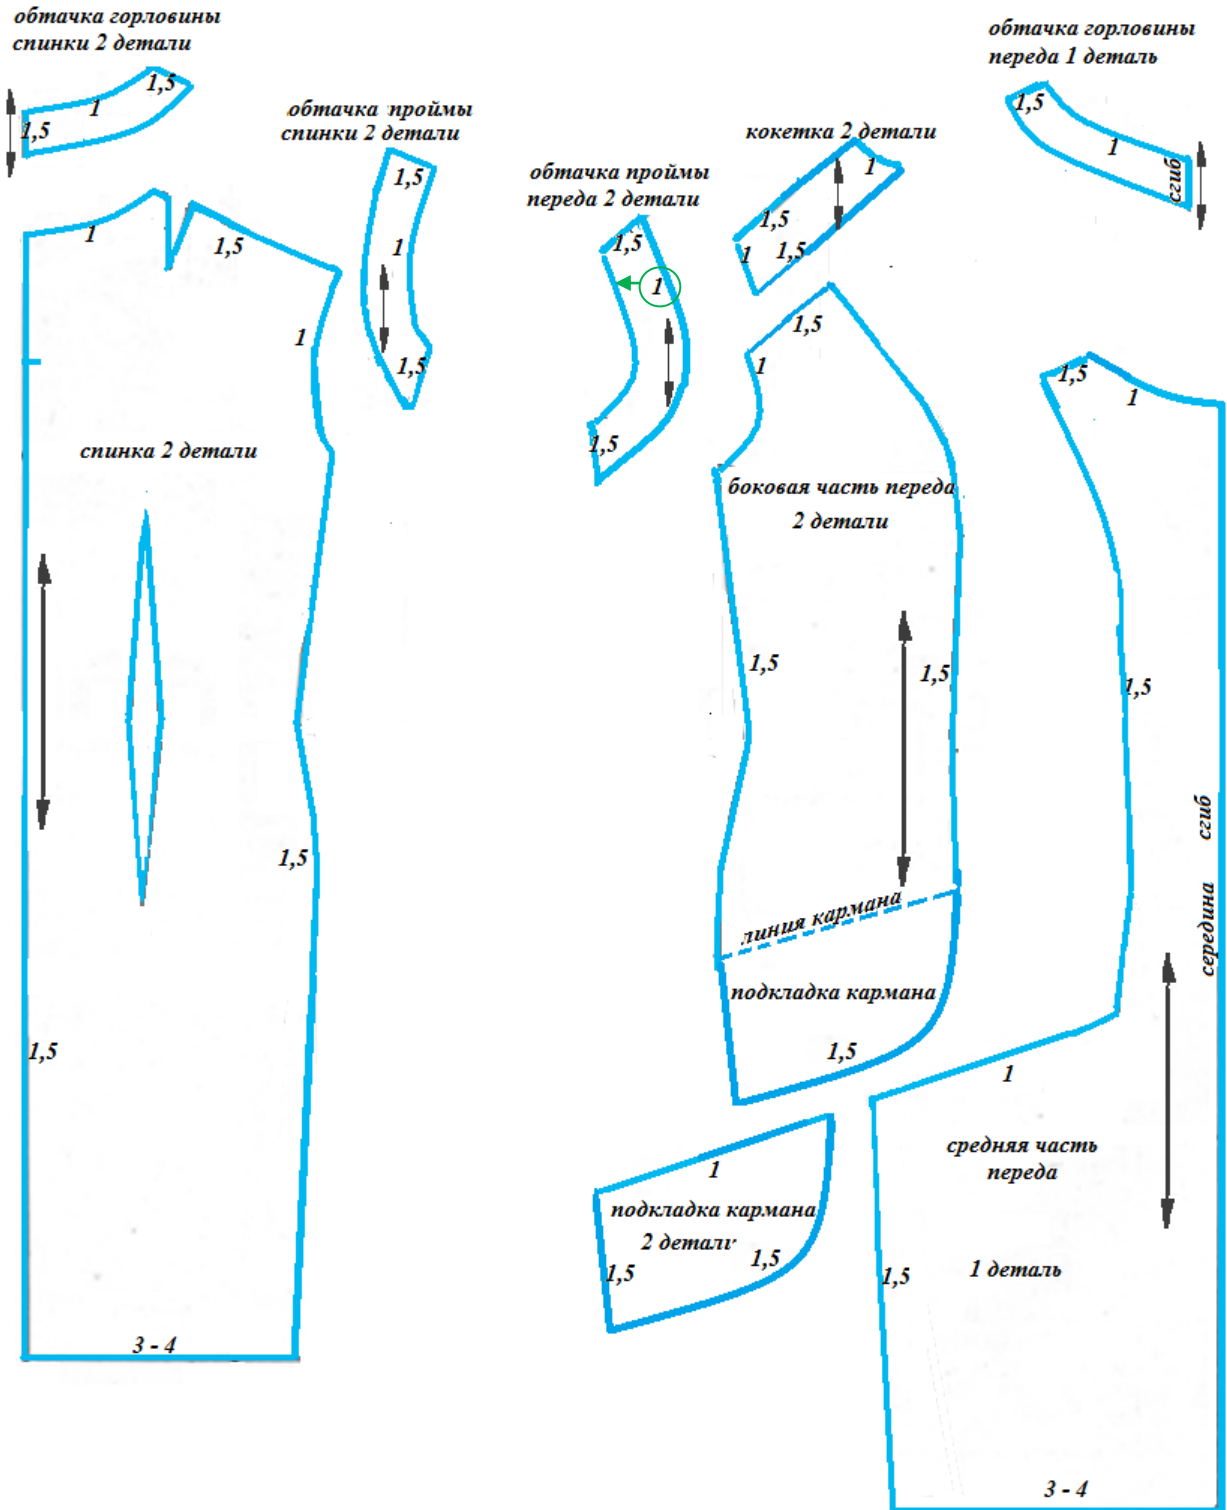 обтачка горловины
спинки 2 детали
1,5
1
1,5
обтачка проймы
спинки 2 детали
1,5
1
1,5
обтачка проймы
переда 2 детали
1,5
1
1,5
кокетка 2 детали
1
1,5
1
1,5
обтачка горловины
переда 1 деталь
1,5
1
сгиб
1
1,5
1
спинка 2 детали
1,5
1,5
3 - 4
1,5
1
боковая часть переда
2 детали
1,5
1,5
линия кармана
подкладка кармана
1,5
1
подкладка кармана
2 детали
1,5
1,5
1,5
1
1,5
середина сгиб
1
средняя часть
переда
1,5
1 деталь
3 - 4